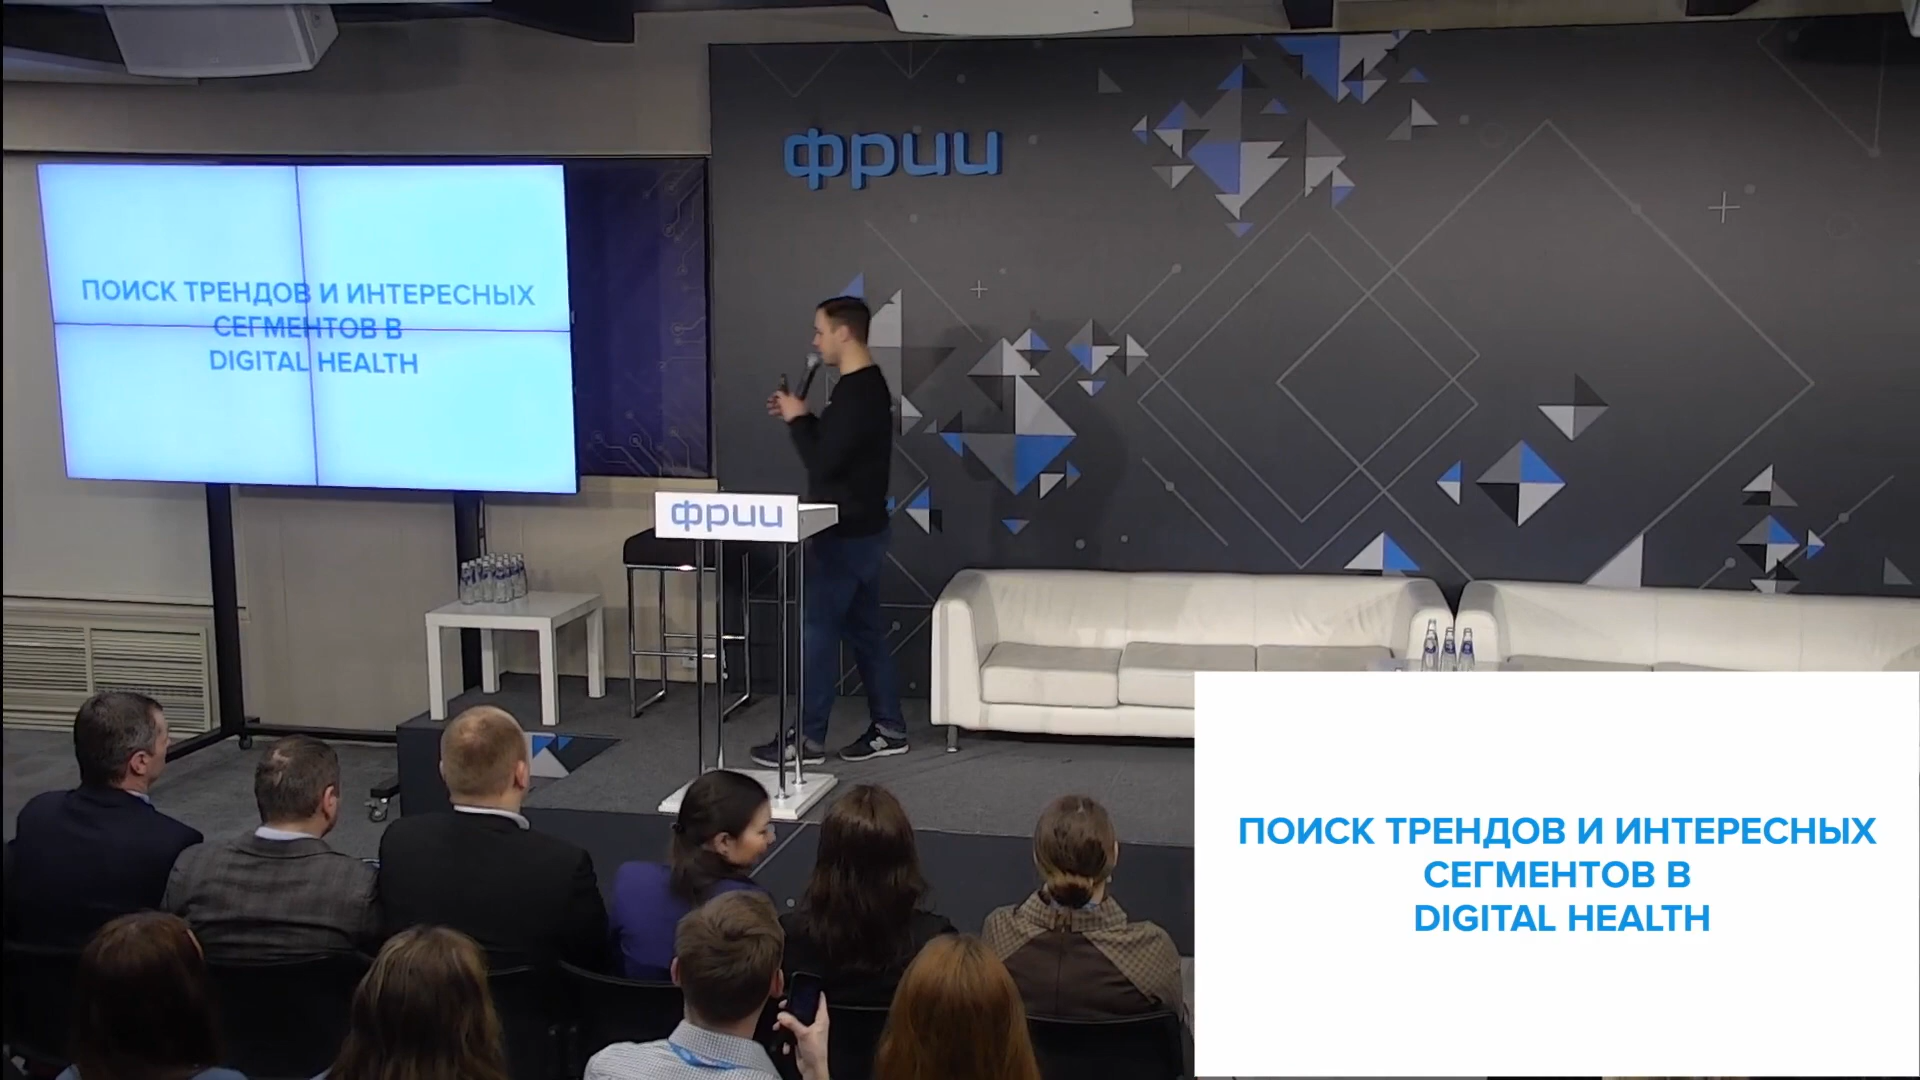 фрии
ПОИСК ТРЕНДОВ И ИНТЕРЕСНЫХ
СЕГМЕНТОВ В
DIGITAL HEALTH
фрии
ПОИСК ТРЕНДОВ И ИНТЕРЕСНЫХ
СЕГМЕНТОВ В
DIGITAL HEALTH